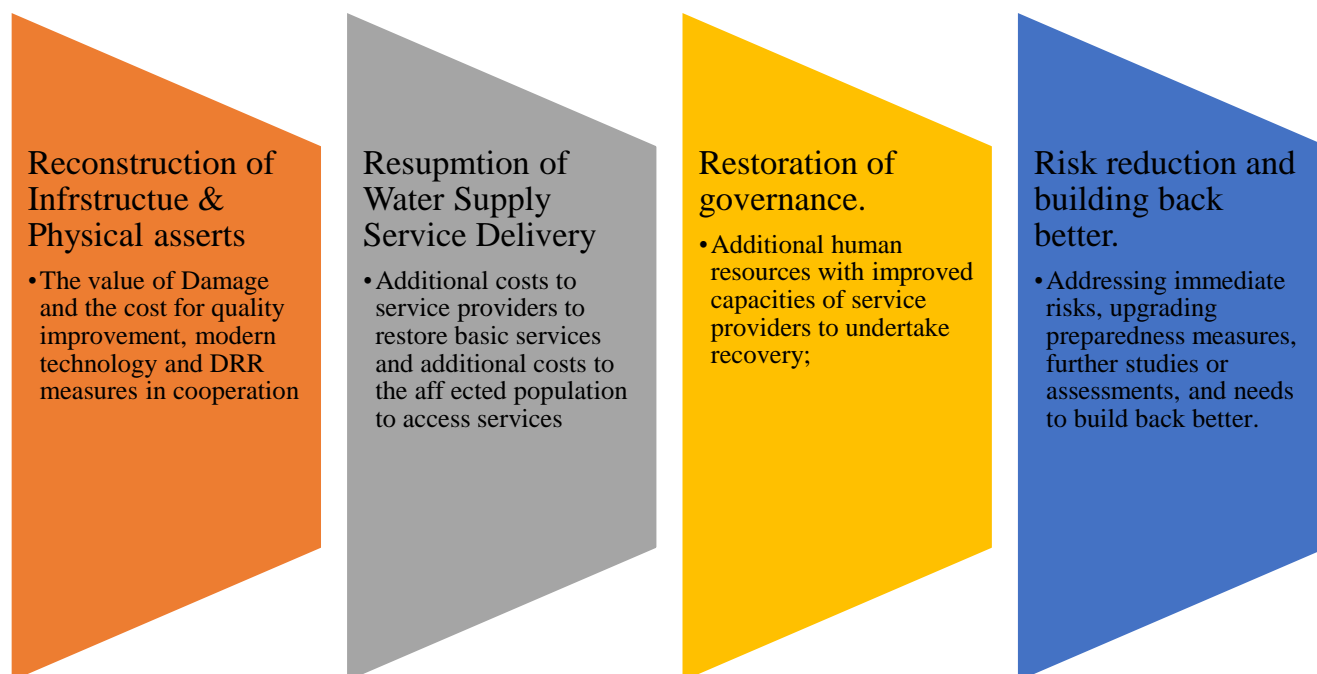 Reconstruction of
Infrstructue &
Physical asserts
•The value of Damage
and the cost for quality
improvement, modern
technology and DRR
measures in cooperation
Resupmtion of
Water Supply
Service Delivery
•Additional costs to
service providers to
restore basic services
and additional costs to
the aff ected population
to access services
Restoration of
governance.
•Additional human
resources with improved
capacities of service
providers to undertake
recovery;
Risk reduction and
building back
better.
•Addressing immediate
risks, upgrading
preparedness measures,
further studies or
assessments, and needs
to build back better.